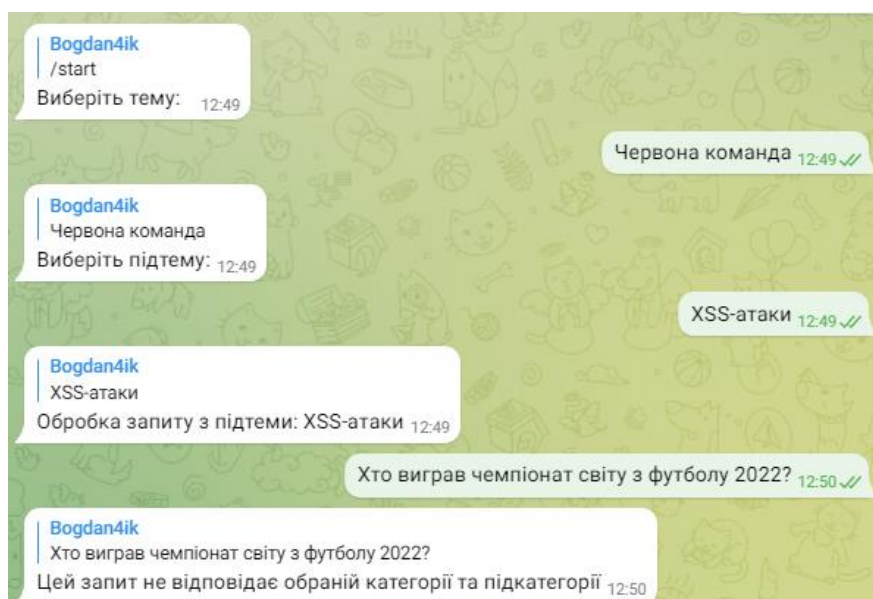 Bogdan4ik
/start
Виберіть тему: 12:49
Червона команда 12:49
Bogdan4ik
Червона команда
Виберіть підтему: 12:49
XSS-атаки 12:49
Bogdan4ik
XSS-атаки
Обробка запиту з підтеми: XSS-атаки 12:49
Хто виграв чемпіонат світу з футболу 2022? 12:50
Bogdan4ik
Хто виграв чемпіонат світу з футболу 2022?
Цей запит не відповідає обраній категорії та підкатегорії 12:50